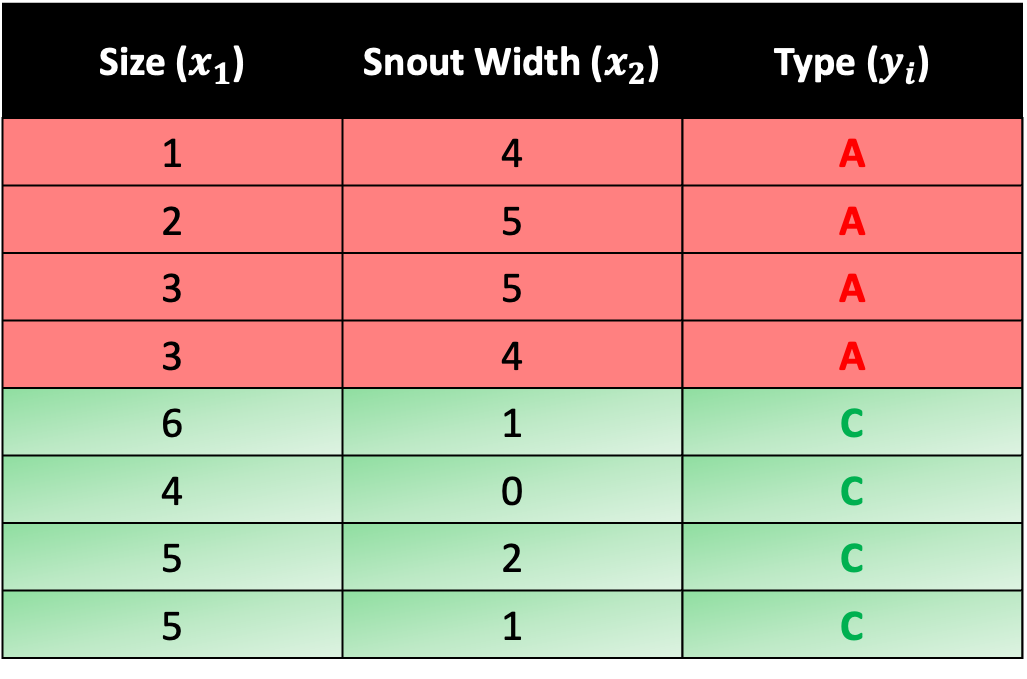 Size (x₁) Snout Width (x₂) Type (yᵢ)
1 4 A
2 5 A
3 5 A
3 4 A
6 1 C
4 0 C
5 2 C
5 1 C